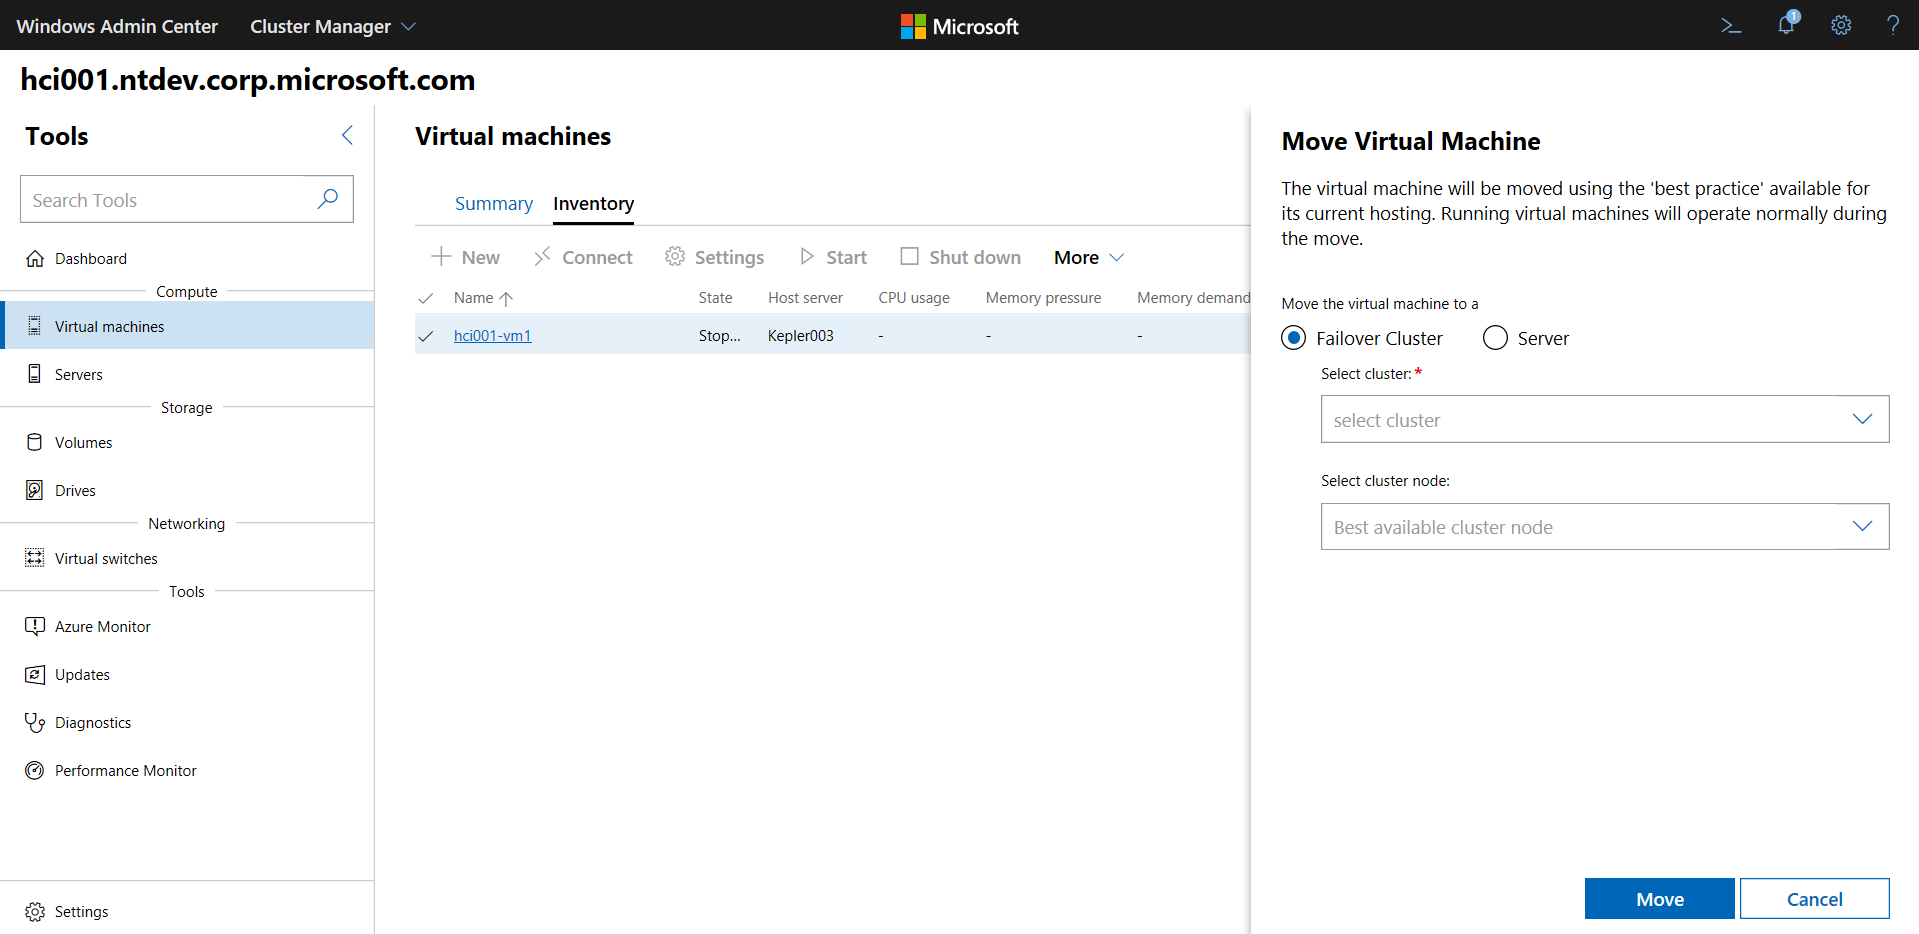 Windows Admin Center Cluster Manager Microsoft 1
hci001.ntdev.corp.microsoft.com
Tools
Search Tools
Dashboard
Compute
Virtual machines
Servers
Storage
Volumes
Drives
Networking
Virtual switches
Tools
Azure Monitor
Updates
Diagnostics
Performance Monitor
Settings
Virtual machines
Summary Inventory
New Connect Settings Start Shut down More
Name State Host server CPU usage Memory pressure Memory demand
hci001-vm1 Stop... Kepler003 - - -
Move Virtual Machine
The virtual machine will be moved using the 'best practice' available for
its current hosting. Running virtual machines will operate normally during
the move.
Move the virtual machine to a
Failover Cluster Server
Select cluster: *
select cluster
Select cluster node:
Best available cluster node
Move Cancel